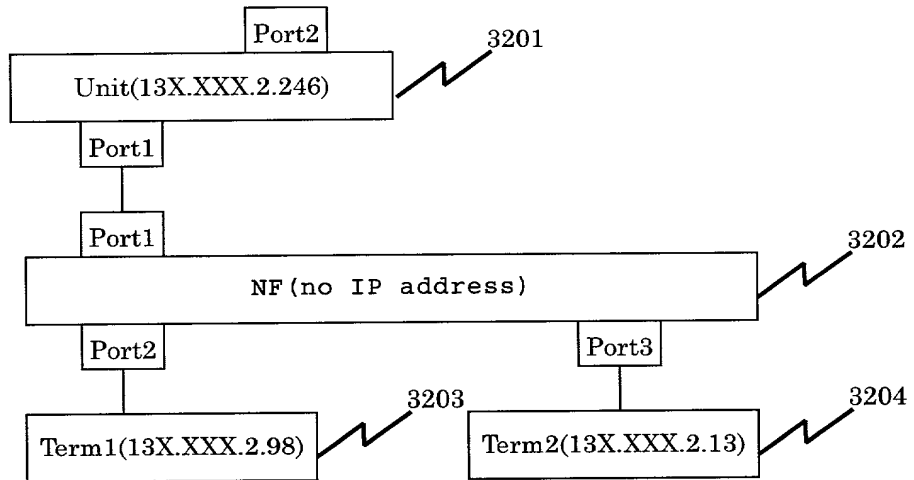 Port2
3201
Unit(13X.XXX.2.246)
Port1
Port1
3202
NF(no IP address)
Port2
Port3
3203
3204
Term1(13X.XXX.2.98)
Term2(13X.XXX.2.13)